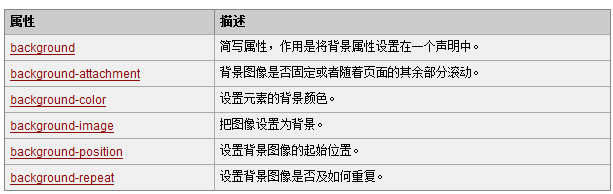 属性 描述
background 简写属性，作用是将背景属性设置在一个声明中。
background-attachment 背景图像是否固定或者随着页面的其余部分滚动。
background-color 设置元素的背景颜色。
background-image 把图像设置为背景。
background-position 设置背景图像的起始位置。
background-repeat 设置背景图像是否及如何重复。